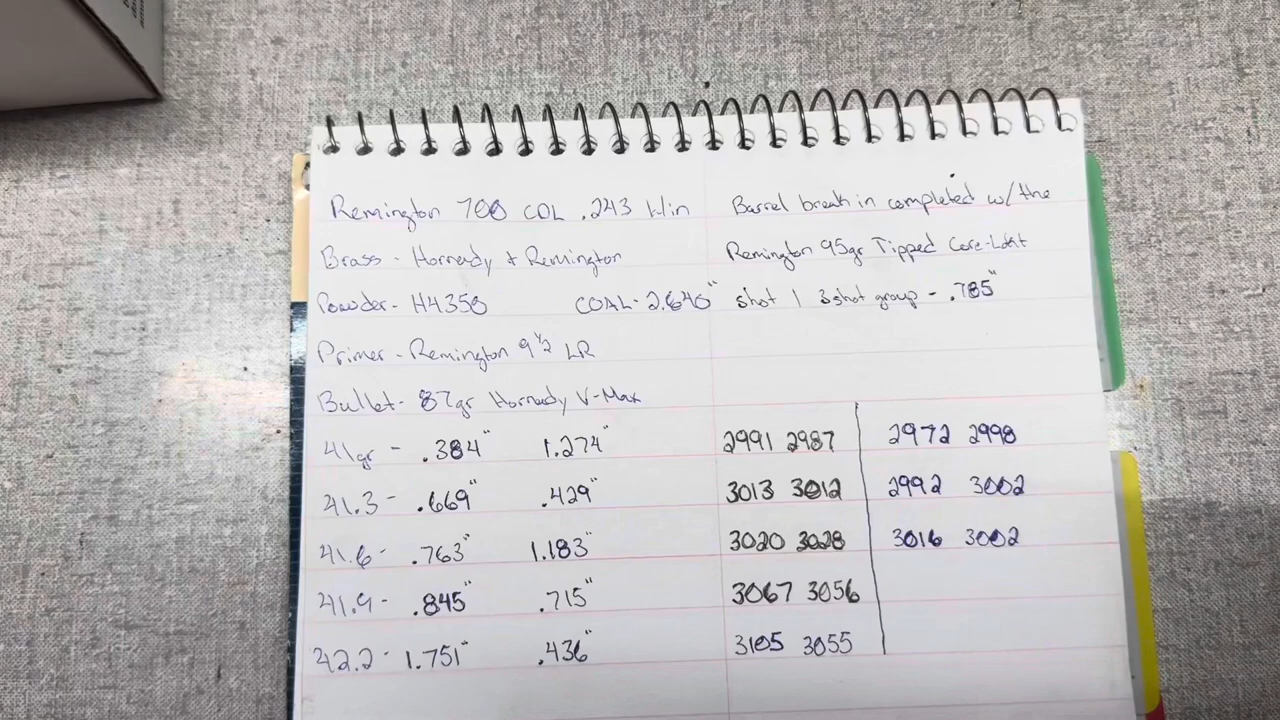 Remington 700 CDL .243 Win Barrel break in completed w/ the
Brass - Hornady & Remington Remington 95gr Tipped Core-Lokt
Powder - H4350 COAL - 2.640" shot 1 3 shot group - .785"
Primer - Remington 9 1/2 LR
Bullet - 87gr Hornady V-Max
41gr - .384" 1.274" 2991 2987 2972 2998
41.3 - .669" .429" 3013 3012 2992 3002
41.6 - .763" 1.183" 3020 3028 3016 3002
41.9 - .845" .715" 3067 3056
42.2 - 1.751" .436" 3105 3055